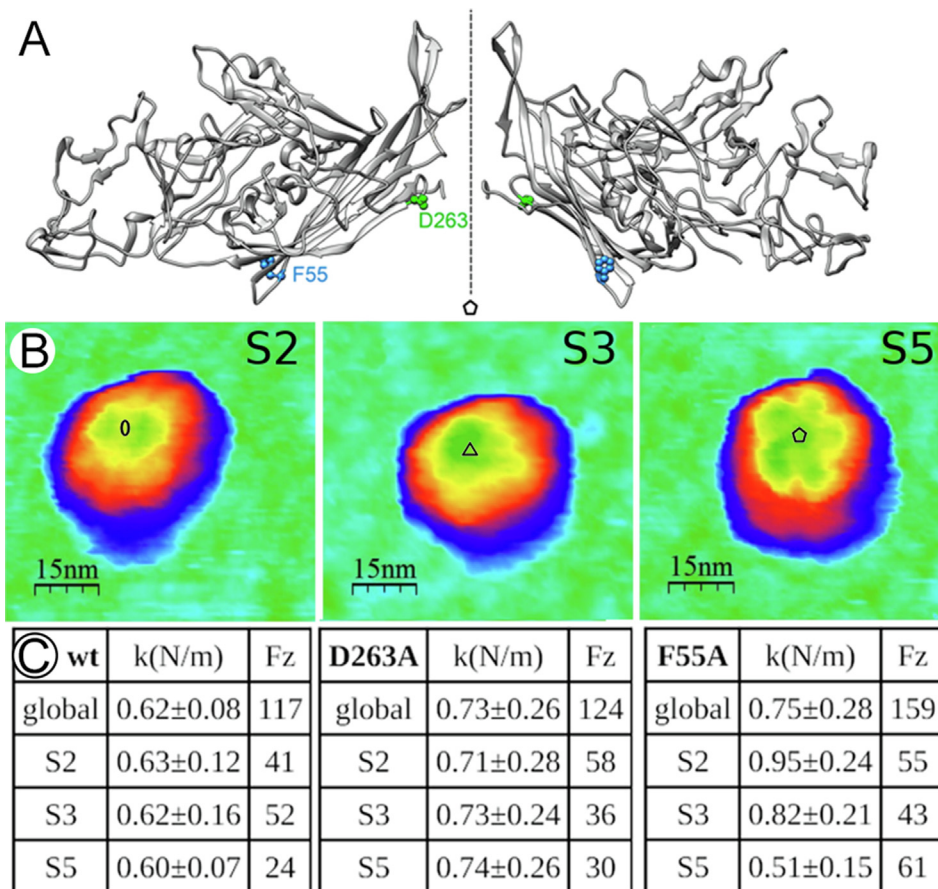 A
D263
F55
B S2 S3 S5
15nm 15nm 15nm
C wt k(N/m) Fz D263A k(N/m) Fz F55A k(N/m) Fz
global 0.62±0.08 117 global 0.73±0.26 124 global 0.75±0.28 159
S2 0.63±0.12 41 S2 0.71±0.28 58 S2 0.95±0.24 55
S3 0.62±0.16 52 S3 0.73±0.24 36 S3 0.82±0.21 43
S5 0.60±0.07 24 S5 0.74±0.26 30 S5 0.51±0.15 61